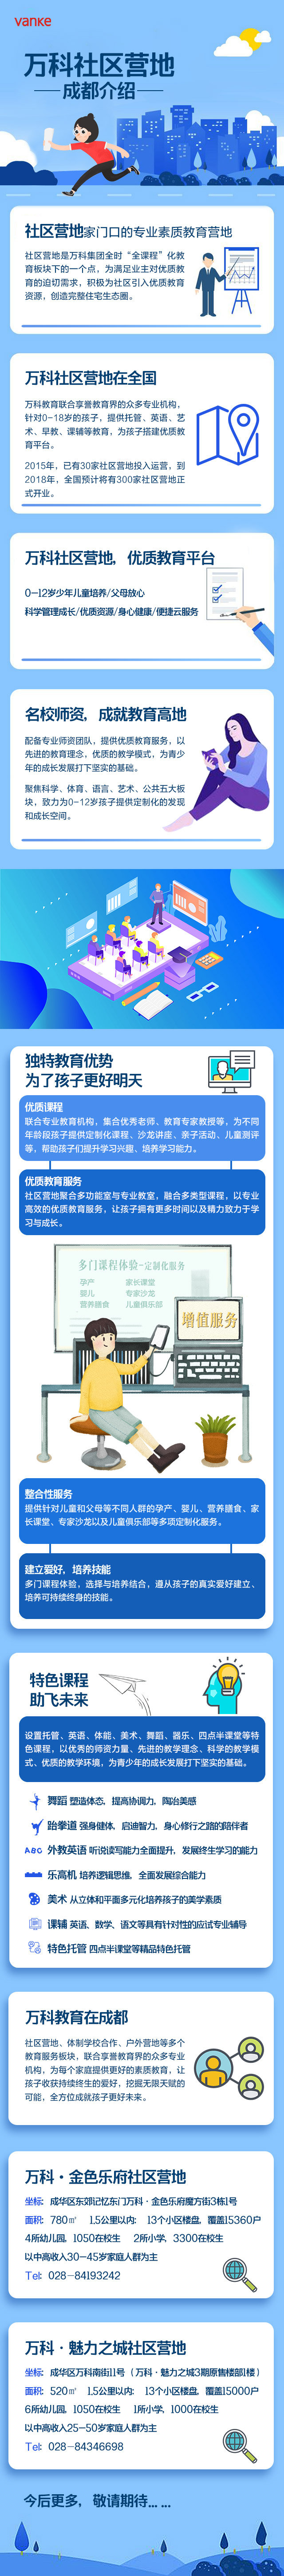 vanke
万科社区营地
成都介绍
社区营地家门口的专业素质教育营地
社区营地是万科集团全时“全课程”化教
育板块下的一个点，为满足业主对优质教
育的迫切需求，积极为社区引入优质教育
资源，创造完整住宅生态圈。
万科社区营地在全国
万科教育联合享誉教育界的众多专业机构，
针对0-18岁的孩子，提供托管、英语、艺
术、早教、课辅等教育，为孩子搭建优质教
育平台。
2015年，已有30家社区营地投入运营，到
2018年，全国预计将有300家社区营地正
式开业。
万科社区营地，优质教育平台
0-12岁少年儿童培养/父母放心
科学管理成长/优质资源/身心健康/便捷云服务
名校师资，成就教育高地
配备专业师资团队，提供优质教育服务，以
先进的教育理念，优质的教学模式，为青少
年的成长发展打下坚实的基础。
聚焦科学、体育、语言、艺术、公共五大板
块，致力为0-12岁孩子提供定制化的发现
和成长空间。
独特教育优势
为了孩子更好明天
优质课程
联合专业教育机构，集合优秀老师、教育专家教授等，为不同
年龄段孩子提供定制化课程、沙龙讲座、亲子活动、儿童测评
等，帮助孩子们提升学习兴趣、培养学习能力。
优质教育服务
社区营地聚合多功能室与专业教室，融合多类型课程，以专业
高效的优质教育服务，让孩子拥有更多时间以及精力致力于学
习与成长。
多门课程体验-定制化服务
孕产 家长课堂
婴儿 专家沙龙
营养膳食 儿童俱乐部
增值服务
整合性服务
提供针对儿童和父母等不同人群的孕产、婴儿、营养膳食、家
长课堂、专家沙龙以及儿童俱乐部等多项定制化服务。
建立爱好，培养技能
多门课程体验，选择与培养结合，遵从孩子的真实爱好建立、
培养可持续终身的技能。
特色课程
助飞未来
设置托管、英语、体能、美术、舞蹈、器乐、四点半课堂等特
色课程，以优秀的师资力量、先进的教学理念、科学的教学模
式、优质的教学环境，为青少年的成长发展打下坚实的基础。
舞蹈 塑造体态，提高协调力，陶冶美感
跆拳道 强身健体，启迪智力，身心修行之路的陪伴者
ABC 外教英语 听说读写能力全面提升，发展终生学习的能力
乐高机 培养逻辑思维，全面发展综合能力
美术 从立体和平面多元化培养孩子的美学素质
课辅 英语、数学、语文等具有针对性的应试专业辅导
特色托管 四点半课堂等精品特色托管
万科教育在成都
社区营地、体制学校合作、户外营地等多个
教育服务板块，联合享誉教育界的众多专业
机构，为每个家庭提供更好的素质教育，让
孩子收获持续终生的爱好，挖掘无限天赋的
可能，全方位成就孩子更好未来。
万科·金色乐府社区营地
坐标：成华区东郊记忆东门万科·金色乐府魔方街3栋1号
面积：780㎡ 1.5公里以内： 13个小区楼盘，覆盖15360户
4所幼儿园，1050在校生 2所小学，3300在校生
以中高收入30-45岁家庭人群为主
Tel：028-84193242
万科·魅力之城社区营地
坐标：成华区万科南街11号（万科·魅力之城3期原售楼部1楼）
面积：520㎡ 1.5公里以内： 13个小区楼盘，覆盖15000户
6所幼儿园，1050在校生 1所小学，1000在校生
以中高收入25-50岁家庭人群为主
Tel：028-84346698
今后更多，敬请期待……